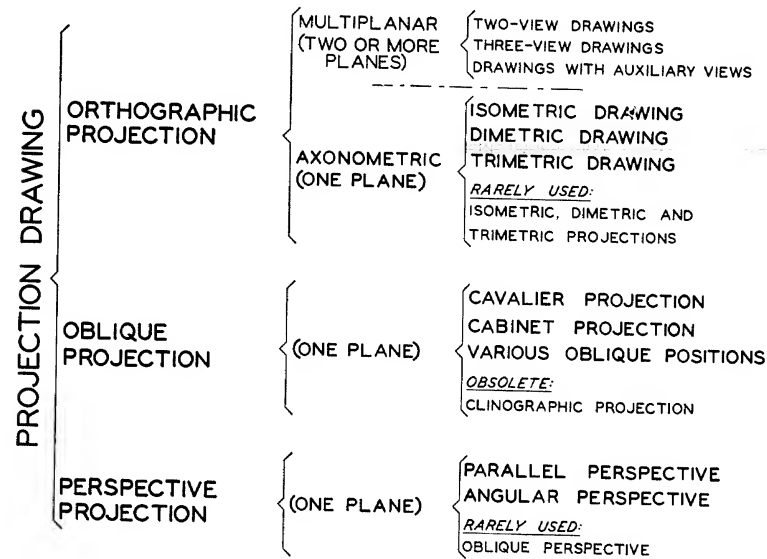 PROJECTION DRAWING
ORTHOGRAPHIC
PROJECTION
MULTIPLANAR
(TWO OR MORE
PLANES)
TWO-VIEW DRAWINGS
THREE-VIEW DRAWINGS
DRAWINGS WITH AUXILIARY VIEWS
AXONOMETRIC
(ONE PLANE)
ISOMETRIC DRAWING
DIMETRIC DRAWING
TRIMETRIC DRAWING
RARELY USED:
ISOMETRIC, DIMETRIC AND
TRIMETRIC PROJECTIONS
OBLIQUE
PROJECTION
(ONE PLANE)
CAVALIER PROJECTION
CABINET PROJECTION
VARIOUS OBLIQUE POSITIONS
OBSOLETE:
CLINOGRAPHIC PROJECTION
PERSPECTIVE
PROJECTION
(ONE PLANE)
PARALLEL PERSPECTIVE
ANGULAR PERSPECTIVE
RARELY USED:
OBLIQUE PERSPECTIVE